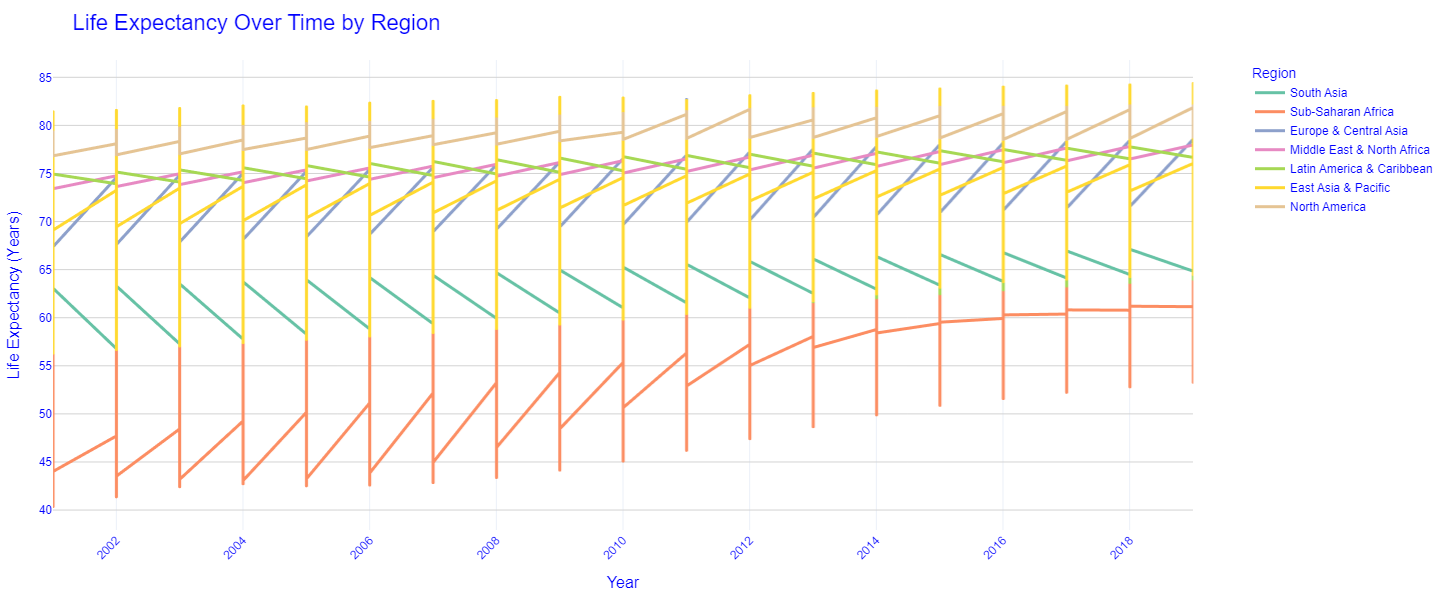 Life Expectancy Over Time by Region
Life Expectancy (Years)
85
80
75
70
65
60
55
50
45
40
2002
2004
2006
2008
2010
2012
2014
2016
2018
Year
Region
South Asia
Sub-Saharan Africa
Europe & Central Asia
Middle East & North Africa
Latin America & Caribbean
East Asia & Pacific
North America